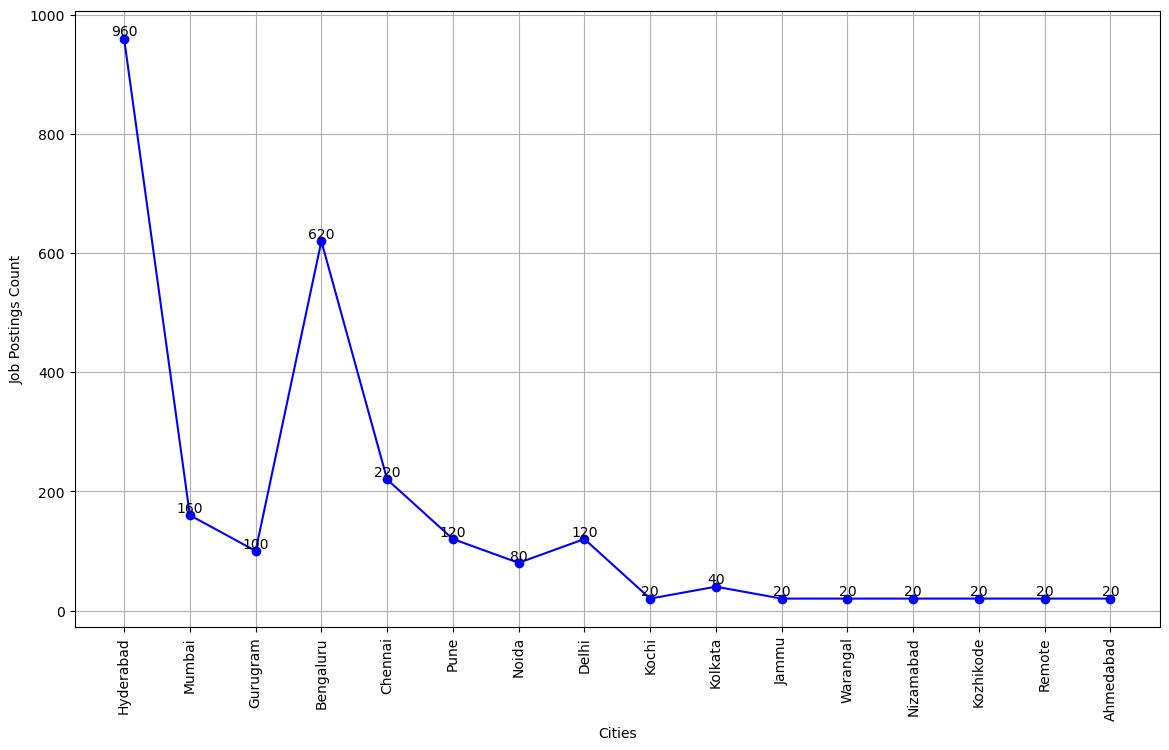 1000
800
600
400
200
0
Job Postings Count
960
160
100
620
220
120
80
120
20
40
20
20
20
20
20
20
Hyderabad
Mumbai
Gurugram
Bengaluru
Chennai
Pune
Noida
Delhi
Kochi
Kolkata
Jammu
Warangal
Nizamabad
Kozhikode
Remote
Ahmedabad
Cities